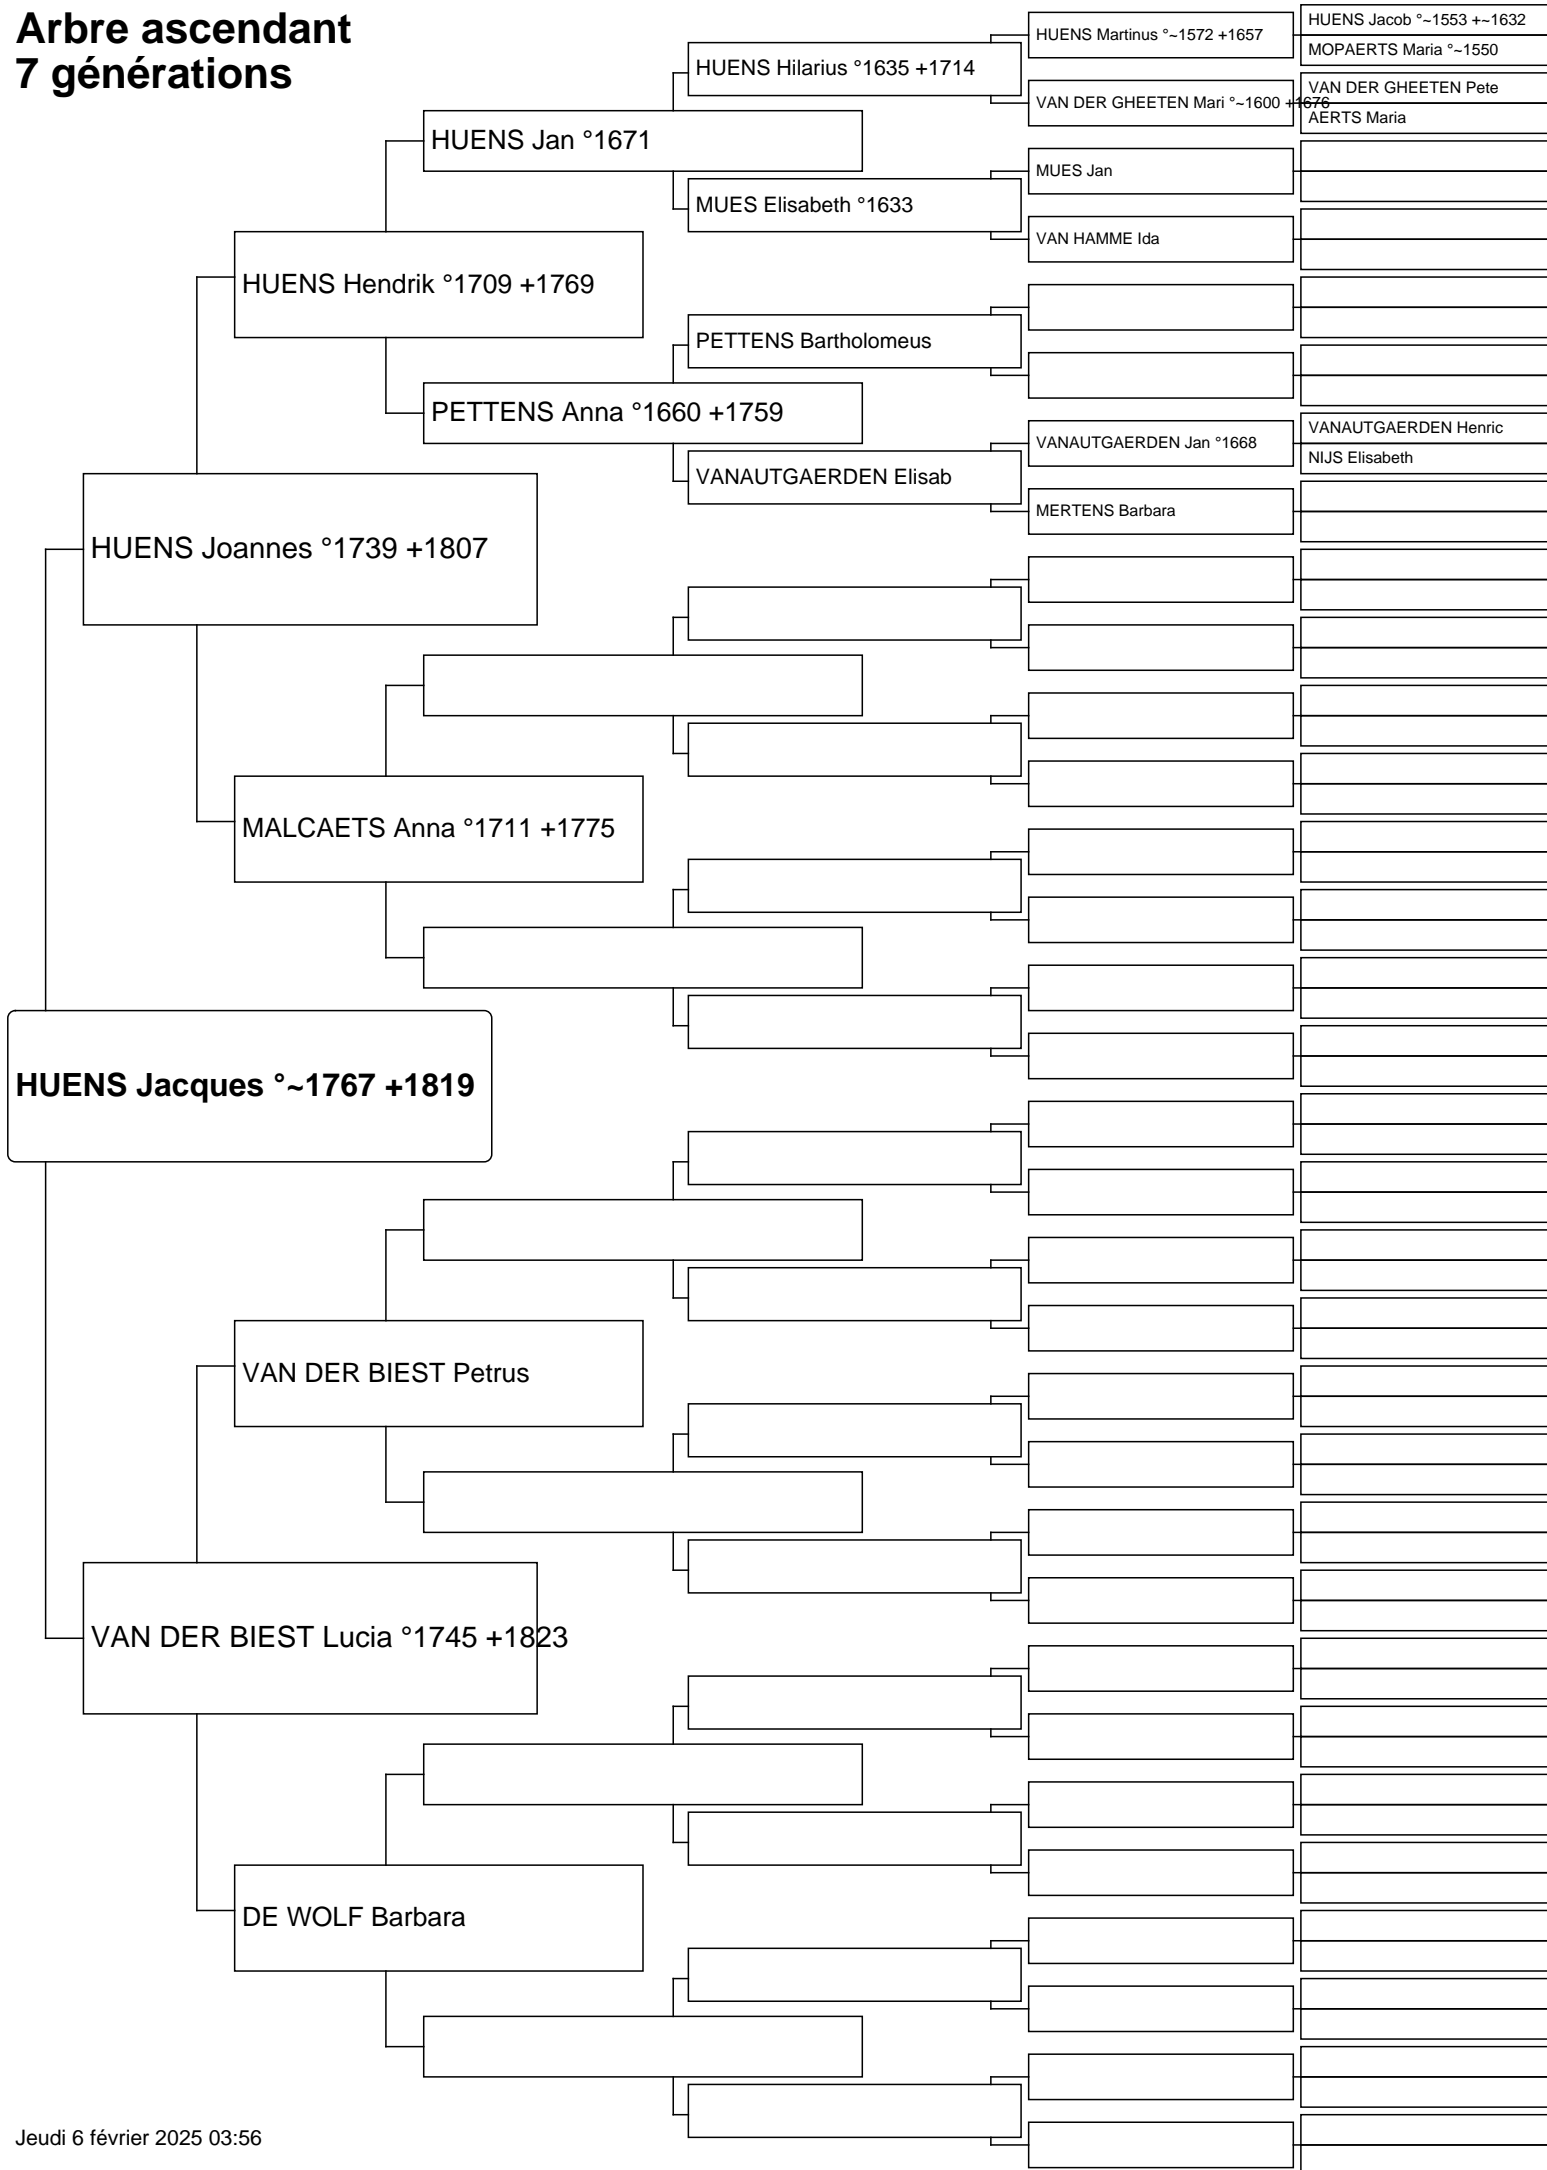 Arbre ascendant
7 générations
HUENS Jacob °~1553 +~1632
HUENS Martinus °~1572 +1657
MOPAERTS Maria °~1550
HUENS Hilarius °1635 +1714
VAN DER GHEETEN Pete
VAN DER GHEETEN Mari °~1600 +1676
AERTS Maria
HUENS Jan °1671
MUES Jan
MUES Elisabeth °1633
VAN HAMME Ida
HUENS Hendrik °1709 +1769
PETTENS Bartholomeus
PETTENS Anna °1660 +1759
VANAUTGAERDEN Henric
VANAUTGAERDEN Jan °1668
NIJS Elisabeth
VANAUTGAERDEN Elisab
MERTENS Barbara
HUENS Joannes °1739 +1807
MALCAETS Anna °1711 +1775
HUENS Jacques °~1767 +1819
VAN DER BIEST Petrus
VAN DER BIEST Lucia °1745 +1823
DE WOLF Barbara
Jeudi 6 février 2025 03:56